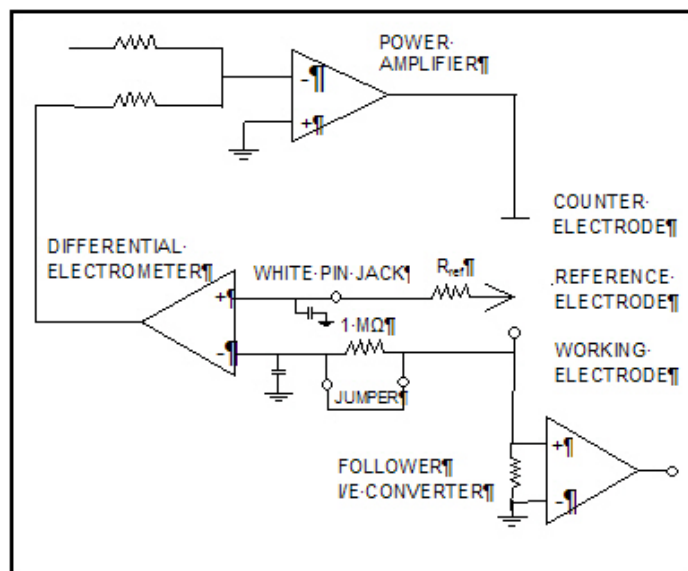 POWER·
AMPLIFIER¶
-¶
+¶
COUNTER·
ELECTRODE¶
DIFFERENTIAL·
ELECTROMETER¶
WHITE·PIN·JACK¶
Rref¶
.REFERENCE·
ELECTRODE¶
+¶
1·MΩ¶
-¶
WORKING·
ELECTRODE¶
JUMPER¶
+¶
FOLLOWER¶
I/E·CONVERTER¶
-¶